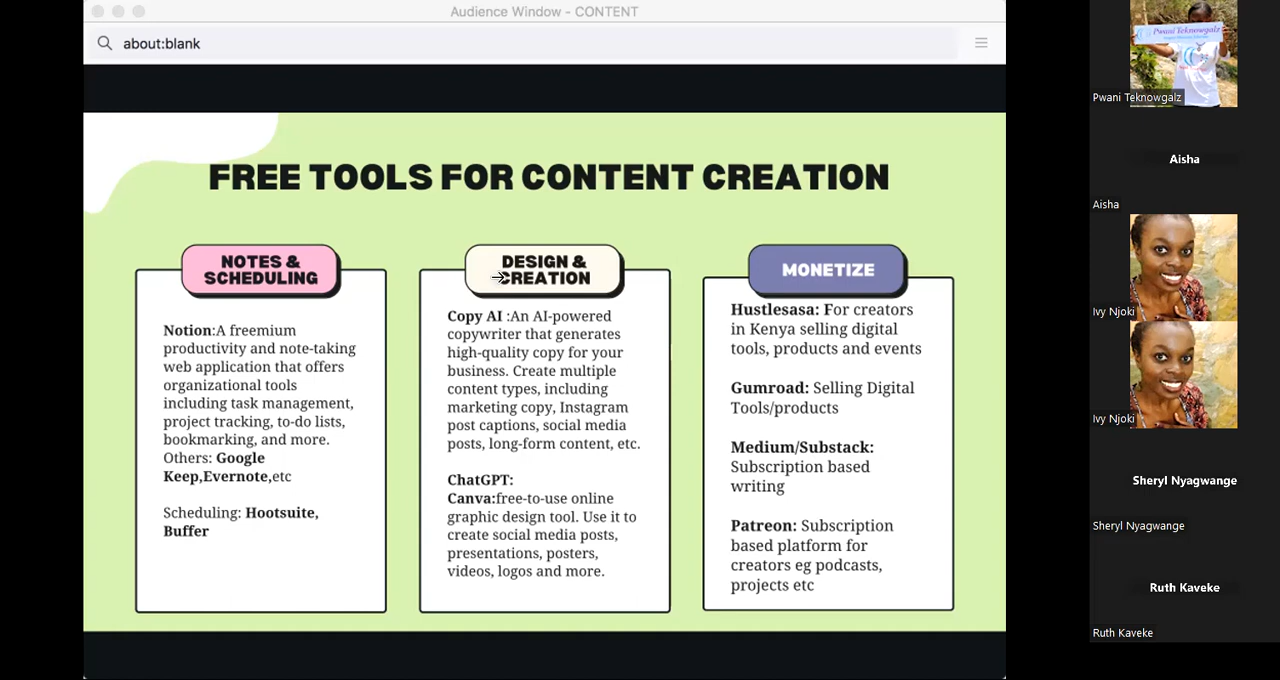 Audience Window - CONTENT
about:blank
FREE TOOLS FOR CONTENT CREATION
NOTES &
SCHEDULING
Notion:A freemium
productivity and note-taking
web application that offers
organizational tools
including task management,
project tracking, to-do lists,
bookmarking, and more.
Others: Google
Keep,Evernote,etc
Scheduling: Hootsuite,
Buffer
DESIGN &
CREATION
Copy AI :An AI-powered
copywriter that generates
high-quality copy for your
business. Create multiple
content types, including
marketing copy, Instagram
post captions, social media
posts, long-form content, etc.
ChatGPT:
Canva:free-to-use online
graphic design tool. Use it to
create social media posts,
presentations, posters,
videos, logos and more.
MONETIZE
Hustlesasa: For creators
in Kenya selling digital
tools, products and events
Gumroad: Selling Digital
Tools/products
Medium/Substack:
Subscription based
writing
Patreon: Subscription
based platform for
creators eg podcasts,
projects etc
Pwani Teknowgalz
Pwani Teknowgalz
Aisha
Aisha
Ivy Njoki
Ivy Njoki
Sheryl Nyagwange
Sheryl Nyagwange
Ruth Kaveke
Ruth Kaveke